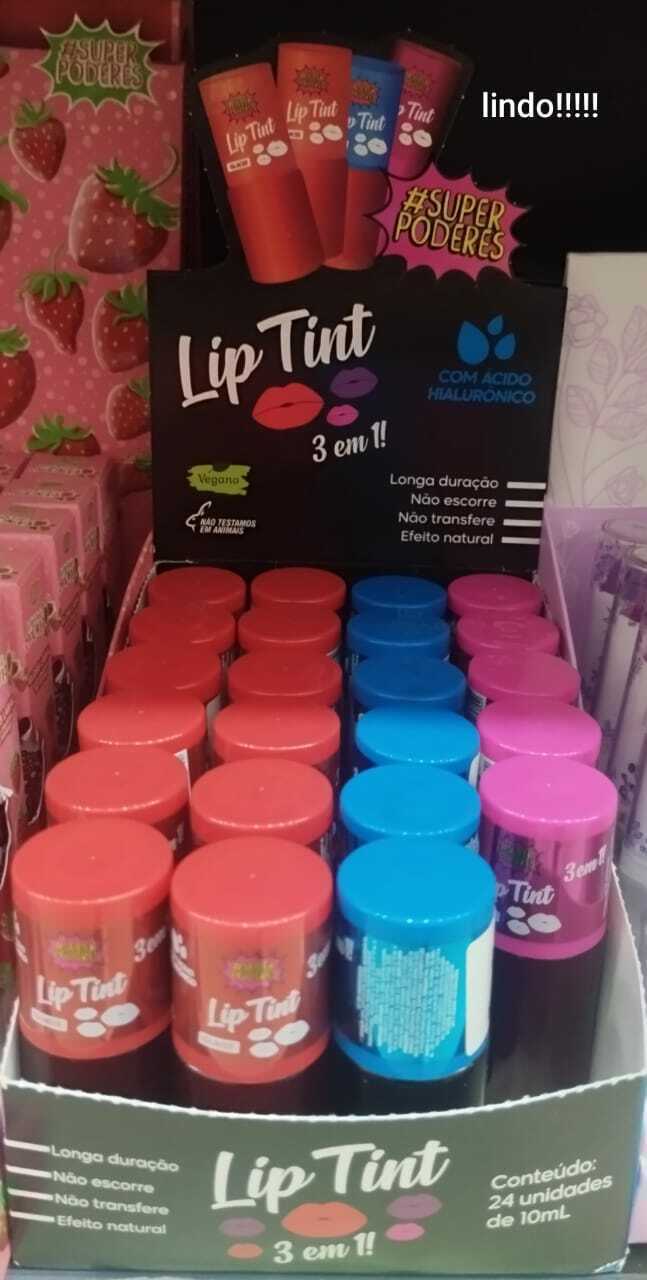 #SUPER
PODERES
lindo!!!!!
Lip Tint
Lip Tint
Tint
Tint
#SUPER
PODERES
Lip Tint
3 em 1!
COM ÁCIDO
HIALURÔNICO
Vegano
NÃO TESTAMOS
EM ANIMAIS
Longa duração
Não escorre
Não transfere
Efeito natural
Lip Tint
3 em
Lip Tint
Tint
3 em 1!
Longa duração
Não escorre
Não transfere
Efeito natural
Lip Tint
3 em 1!
Conteúdo:
24 unidades
de 10mL